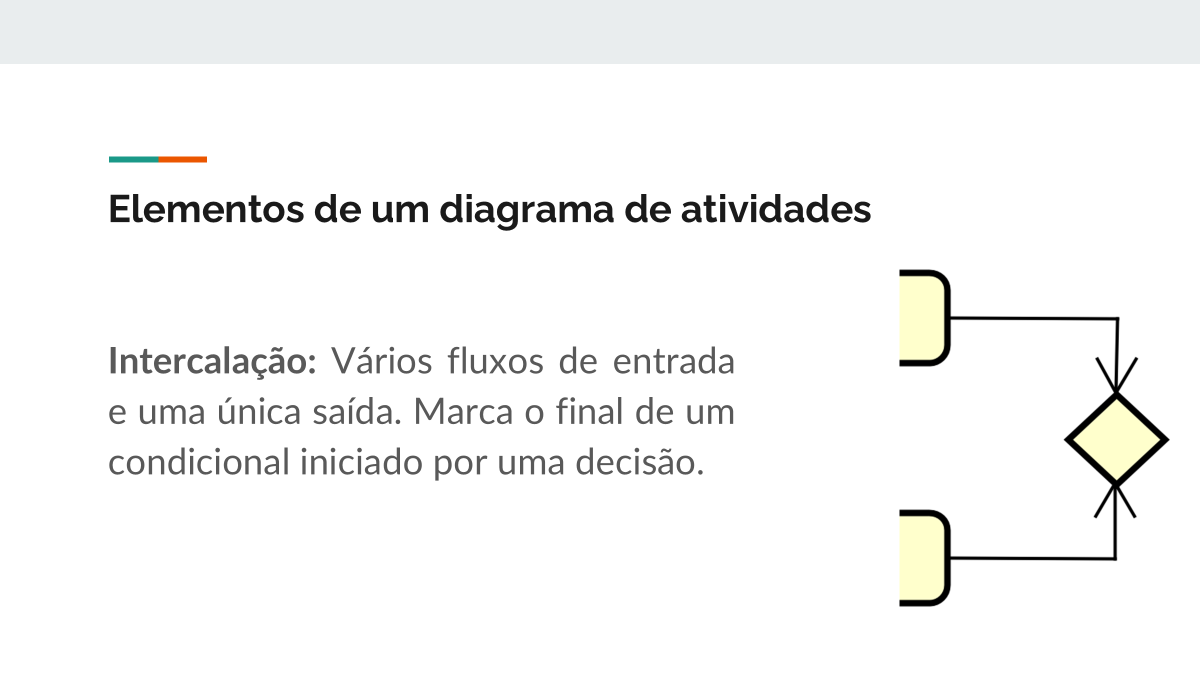 Elementos de um diagrama de atividades
Intercalação: Vários fluxos de entrada
e uma única saída. Marca o final de um
condicional iniciado por uma decisão.